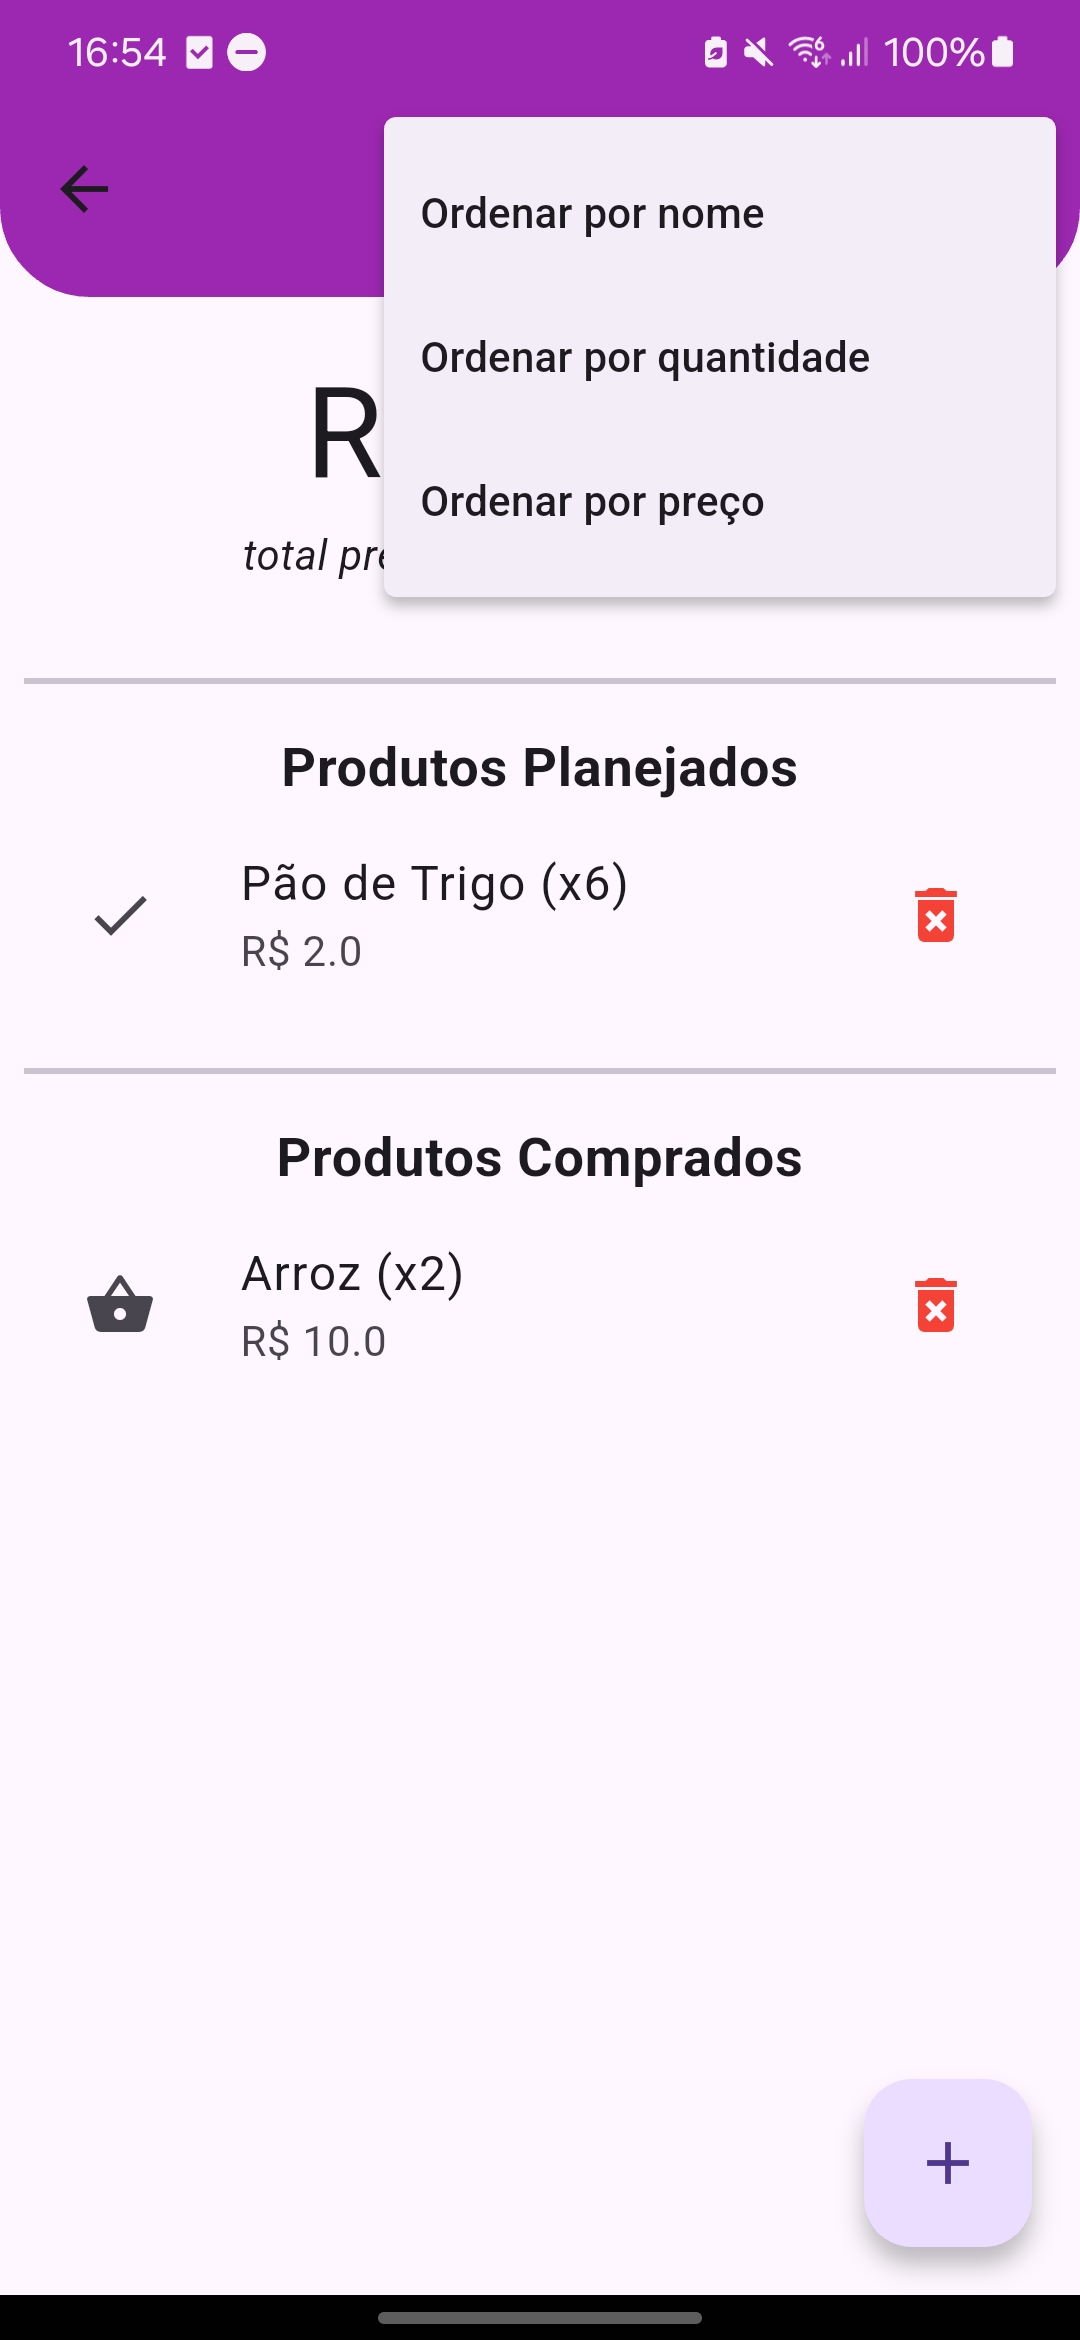 16:54
100%
Ordenar por nome
Ordenar por quantidade
Ordenar por preço
R
total
Produtos Planejados
Pão de Trigo (x6)
R$ 2.0
Produtos Comprados
Arroz (x2)
R$ 10.0